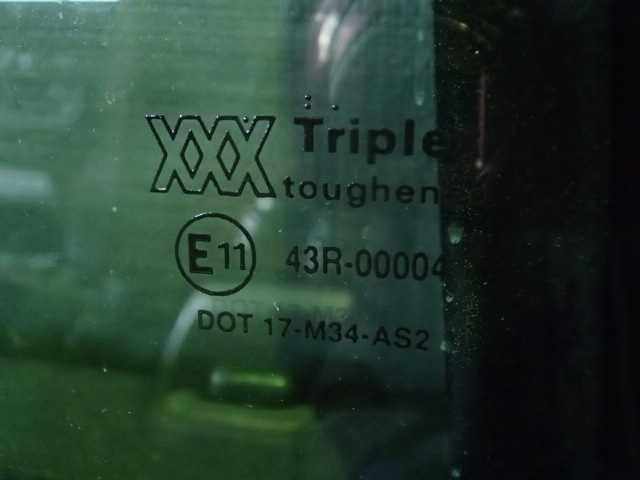 XXX Triple
toughen
E11 43R-00004
DOT 17-M34-AS2